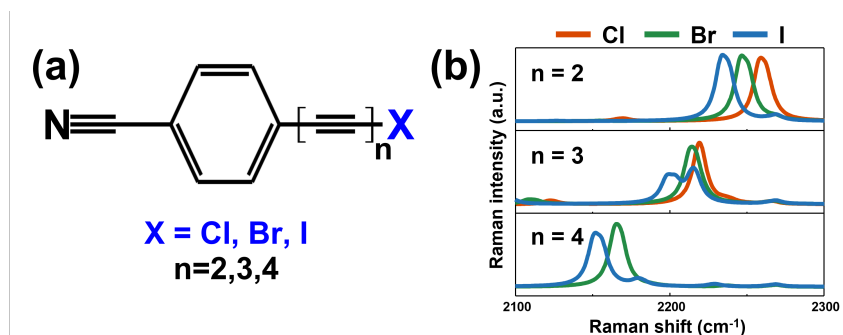 (a)
N
[
]
n
X
X = Cl, Br, I
n=2,3,4
(b)
Cl
Br
I
n = 2
n = 3
n = 4
Raman intensity (a.u.)
2100
2200
2300
Raman shift (cm⁻¹)